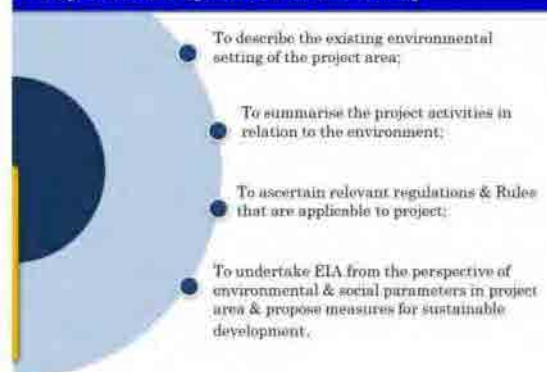 To describe the existing environmental
setting of the project area;
To summarise the project activities in
relation to the environment;
To ascertain relevant regulations & Rules
that are applicable to project;
To undertake EIA from the perspective of
environmental & social parameters in project
area & propose measures for sustainable
development.